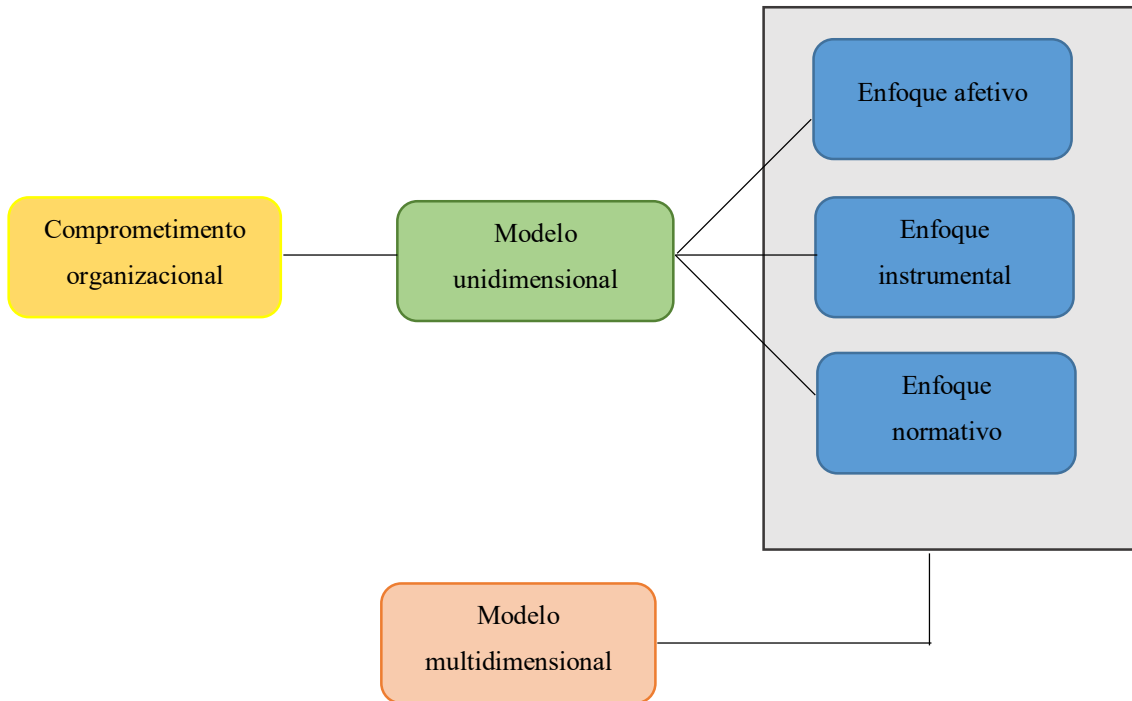 Comprometimento
organizacional
Modelo
unidimensional
Enfoque afetivo
Enfoque
instrumental
Enfoque
normativo
Modelo
multidimensional